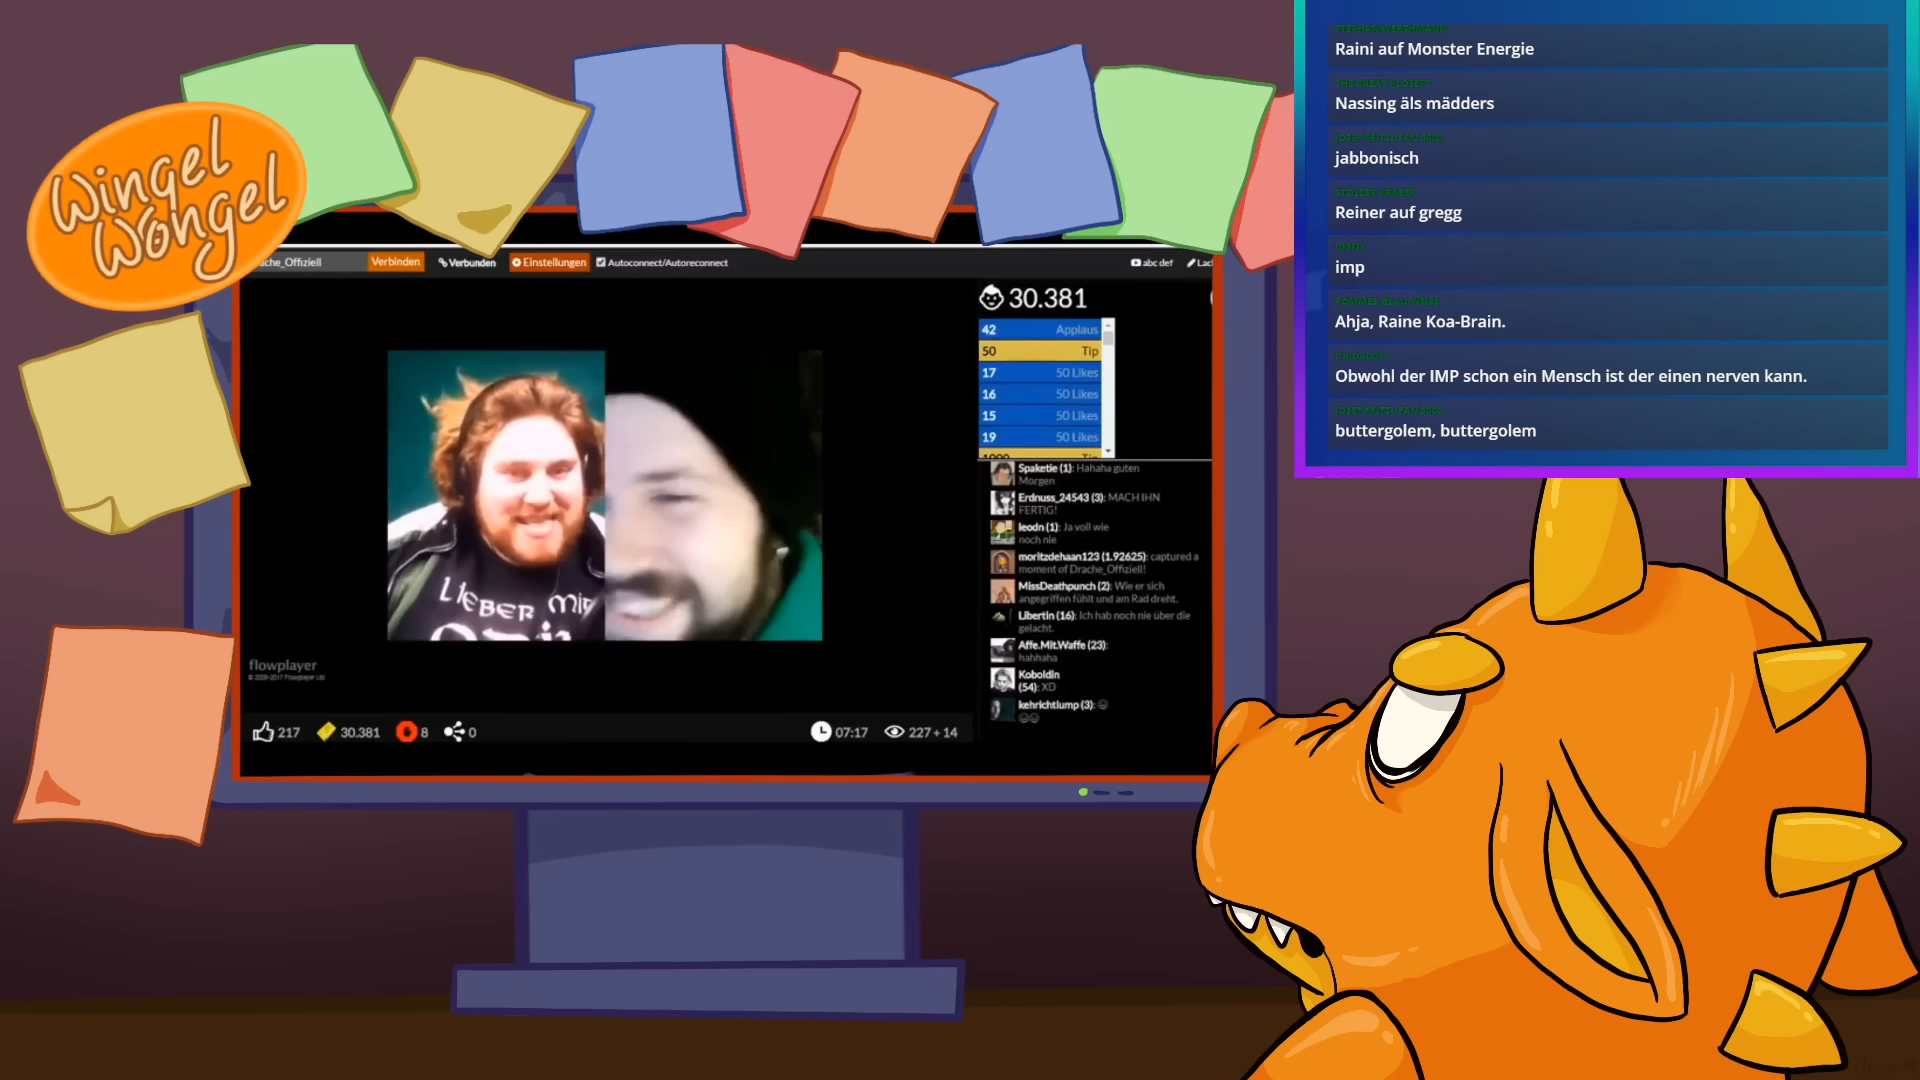 Wingel
Wongel
che_Offiziell
Verbinden
Verbunden
Einstellungen
Autoconnect/Autoreconnect
abc def
30.381
42 Applaus
50 Tip
17 50 Likes
16 50 Likes
15 50 Likes
19 50 Likes
1000 Tip
Spaketie (1): Hahaha guten
Morgen
Erdnuss_24543 (3): MACH IHN
FERTIG!
leodn (1): Ja voll wie
noch nie
moritzdehaan123 (1.92625): captured a
moment of Drache_Offiziell!
MissDeathpunch (2): Wie er sich
angegriffen fühlt und am Rad dreht.
Libertin (16): Ich hab noch nie über die
gelacht.
Affe.Mit.Waffe (23):
hahhaha
Koboldin
(54): XD
kehrichtlump (3):
LIEBER MIT
flowplayer
217
30.381
8
0
07:17
227 + 14
Raini auf Monster Energie
Nassing äls mädders
jabbonisch
Reiner auf gregg
imp
Ahja, Raine Koa-Brain.
Obwohl der IMP schon ein Mensch ist der einen nerven kann.
buttergolem, buttergolem